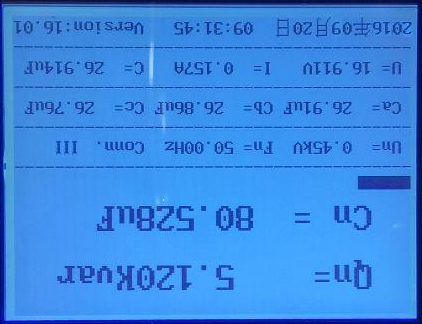 Qn= 5.120Kvar
Cn = 80.528uF
Un= 0.45kV Fn= 50.00Hz Conn. III
Ca= 26.91uF Cb= 26.86uF Cc= 26.76uF
U= 16.911V I= 0.157A C= 26.914uF
2016年09月20日 09:31:45 Version:16.01